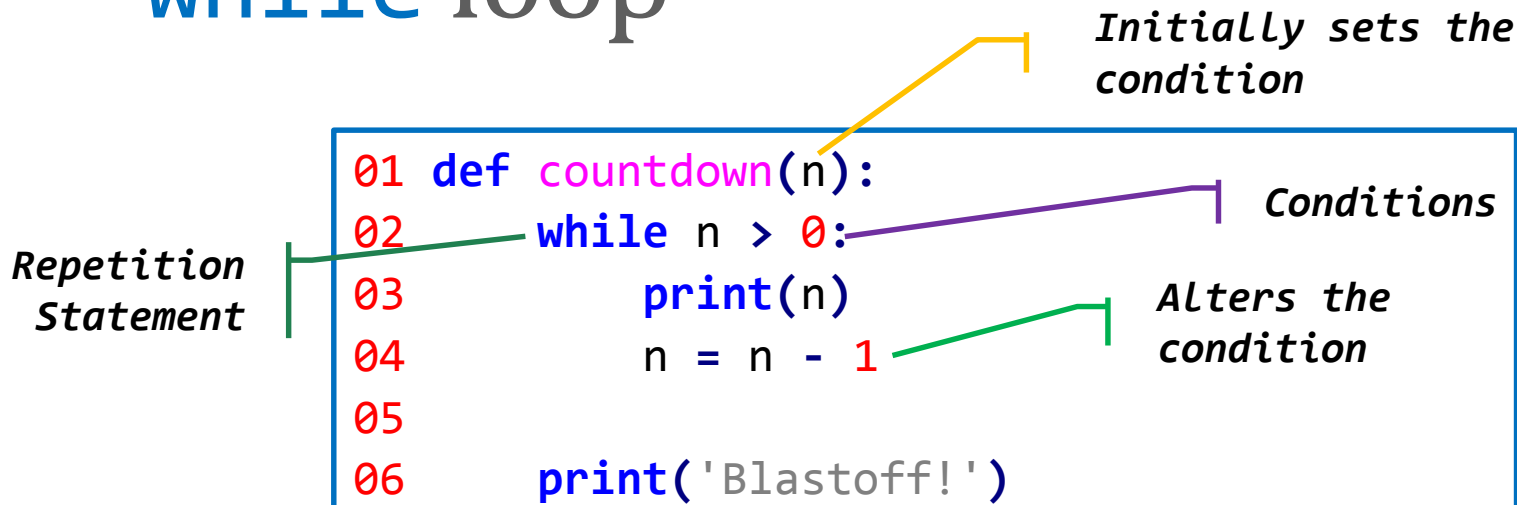 while loop
Initially sets the
condition
01 def countdown(n):
02     while n > 0:
03         print(n)
04         n = n - 1
05
06     print('Blastoff!')
Conditions
Repetition
Statement
Alters the
condition